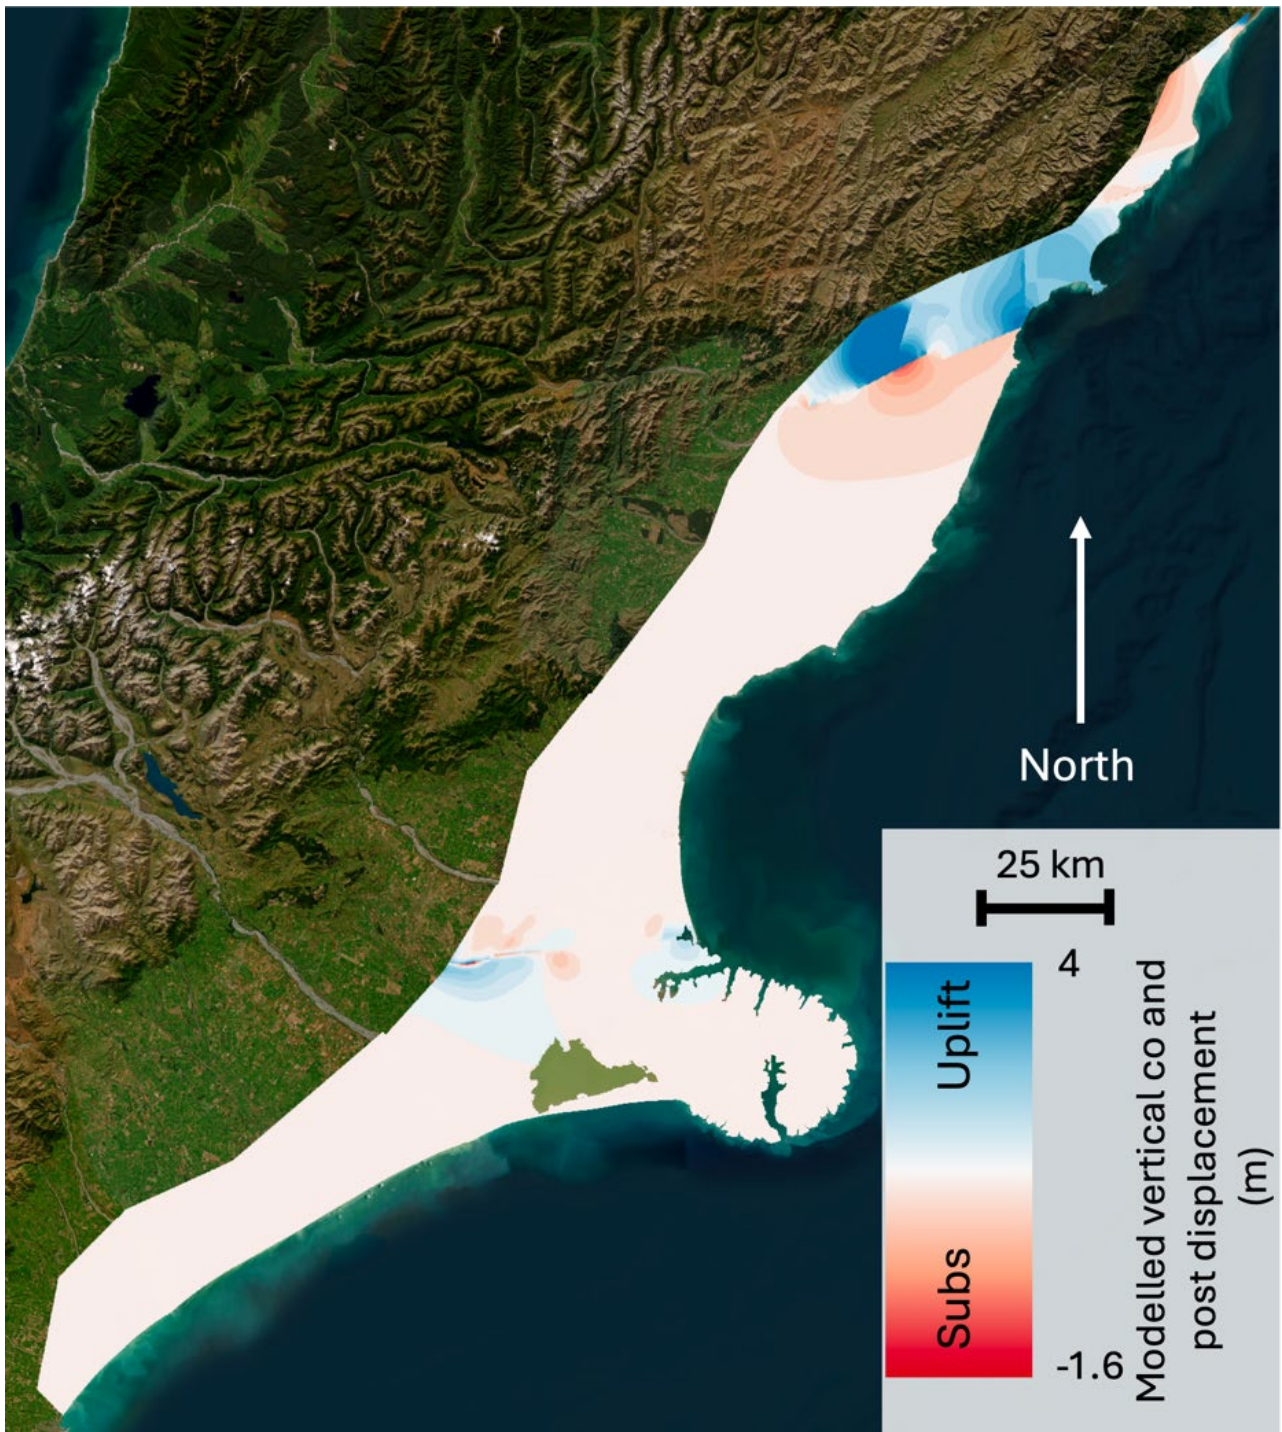 North
25 km
4
Uplift
Subs
-1.6
Modelled vertical co and
post displacement
(m)